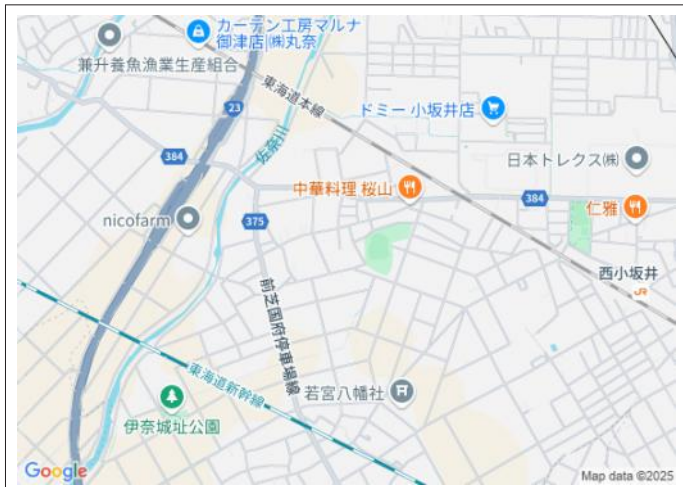 カーテン工房マルナ
御津店 ㈱丸奈
兼升養魚漁業生産組合
東海道本線
23
ドミー 小坂井店
佐奈川
384
日本トレクス㈱
中華料理 桜山
384
仁雅
nicofarm
375
西小坂井
JR
前芝国府停車場線
東海道新幹線
若宮八幡社
伊奈城址公園
Google
Map data ©2025